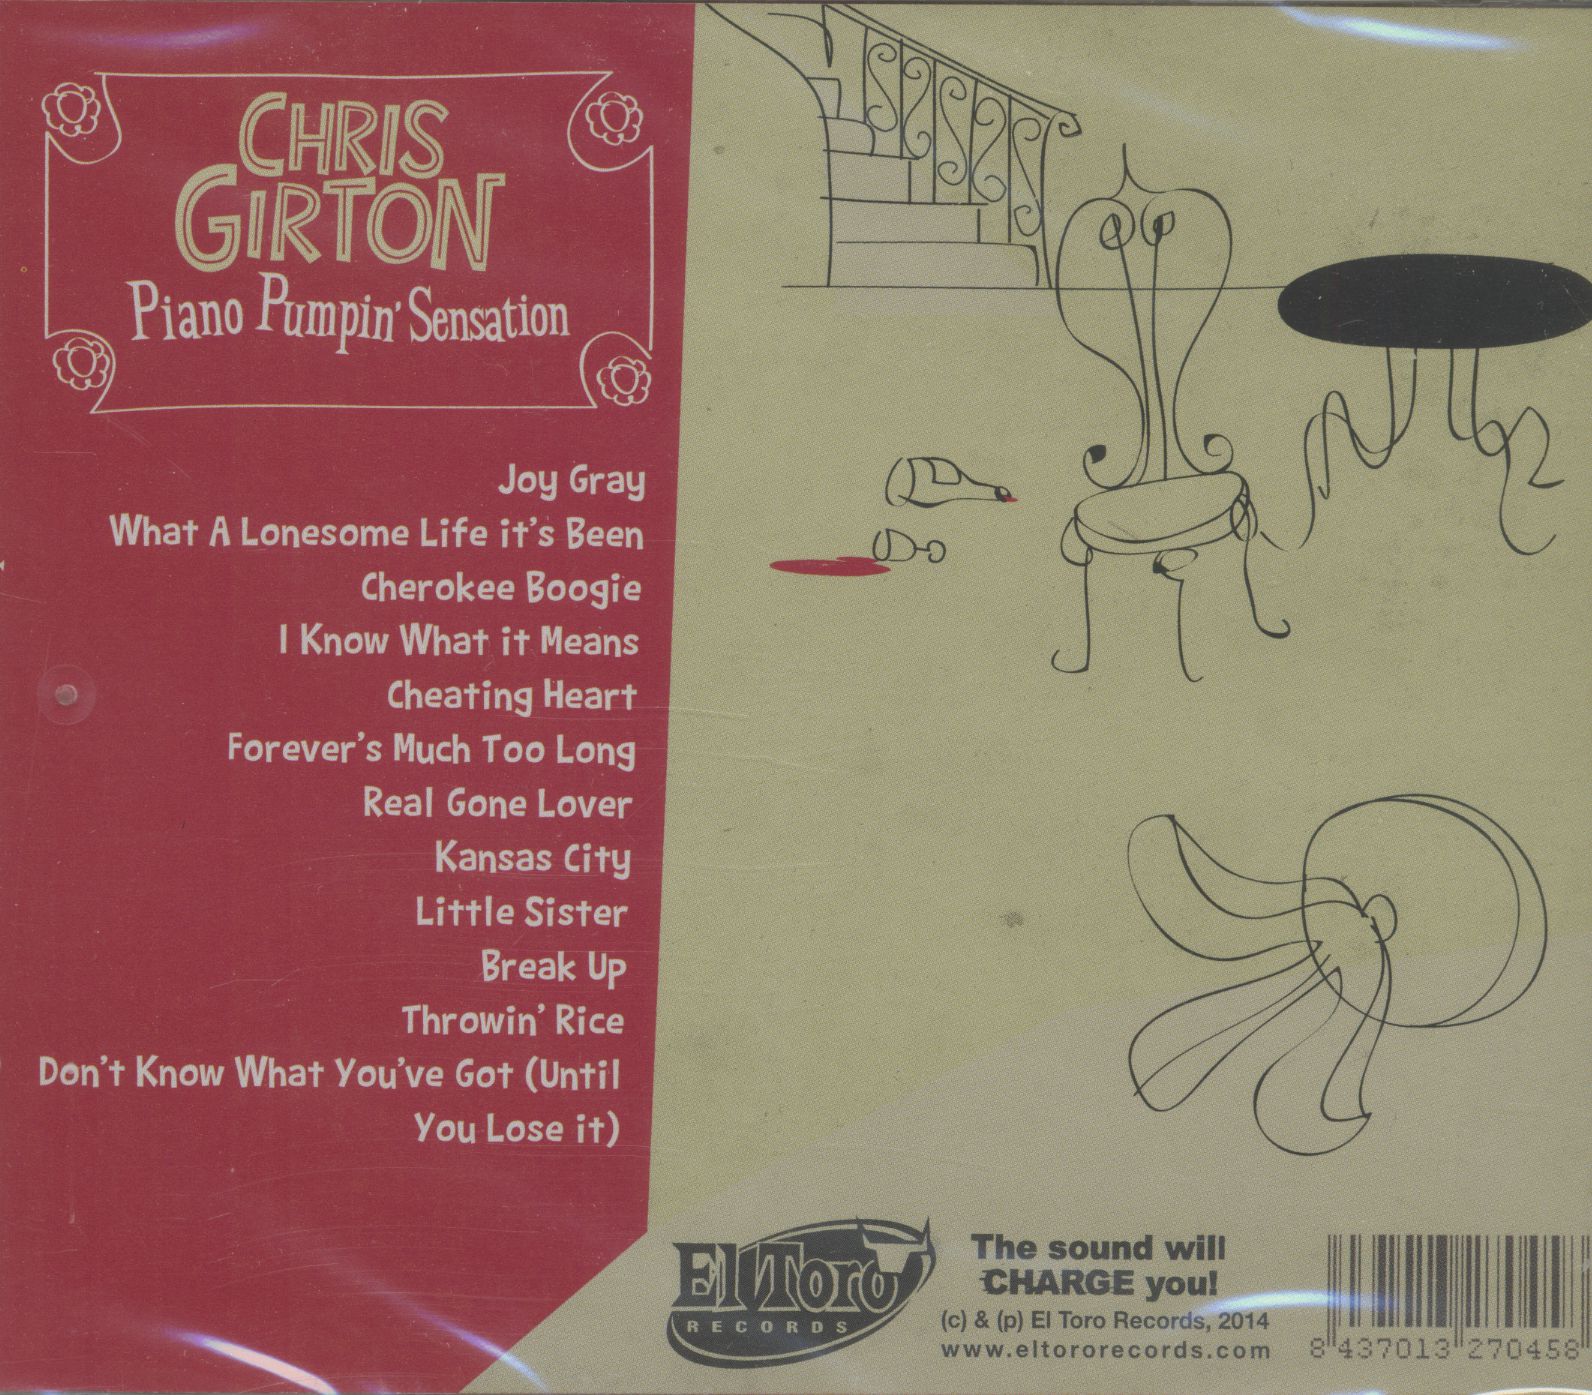 CHRIS
GIRTON
Piano Pumpin' Sensation
Joy Gray
What A Lonesome Life it's Been
Cherokee Boogie
I Know What it Means
Cheating Heart
Forever's Much Too Long
Real Gone Lover
Kansas City
Little Sister
Break Up
Throwin' Rice
Don't Know What You've Got (Until
You Lose it)
El Toro
RECORDS
The sound will
CHARGE you!
(c) & (p) El Toro Records, 2014
www.eltororecords.com
8 437013 270458